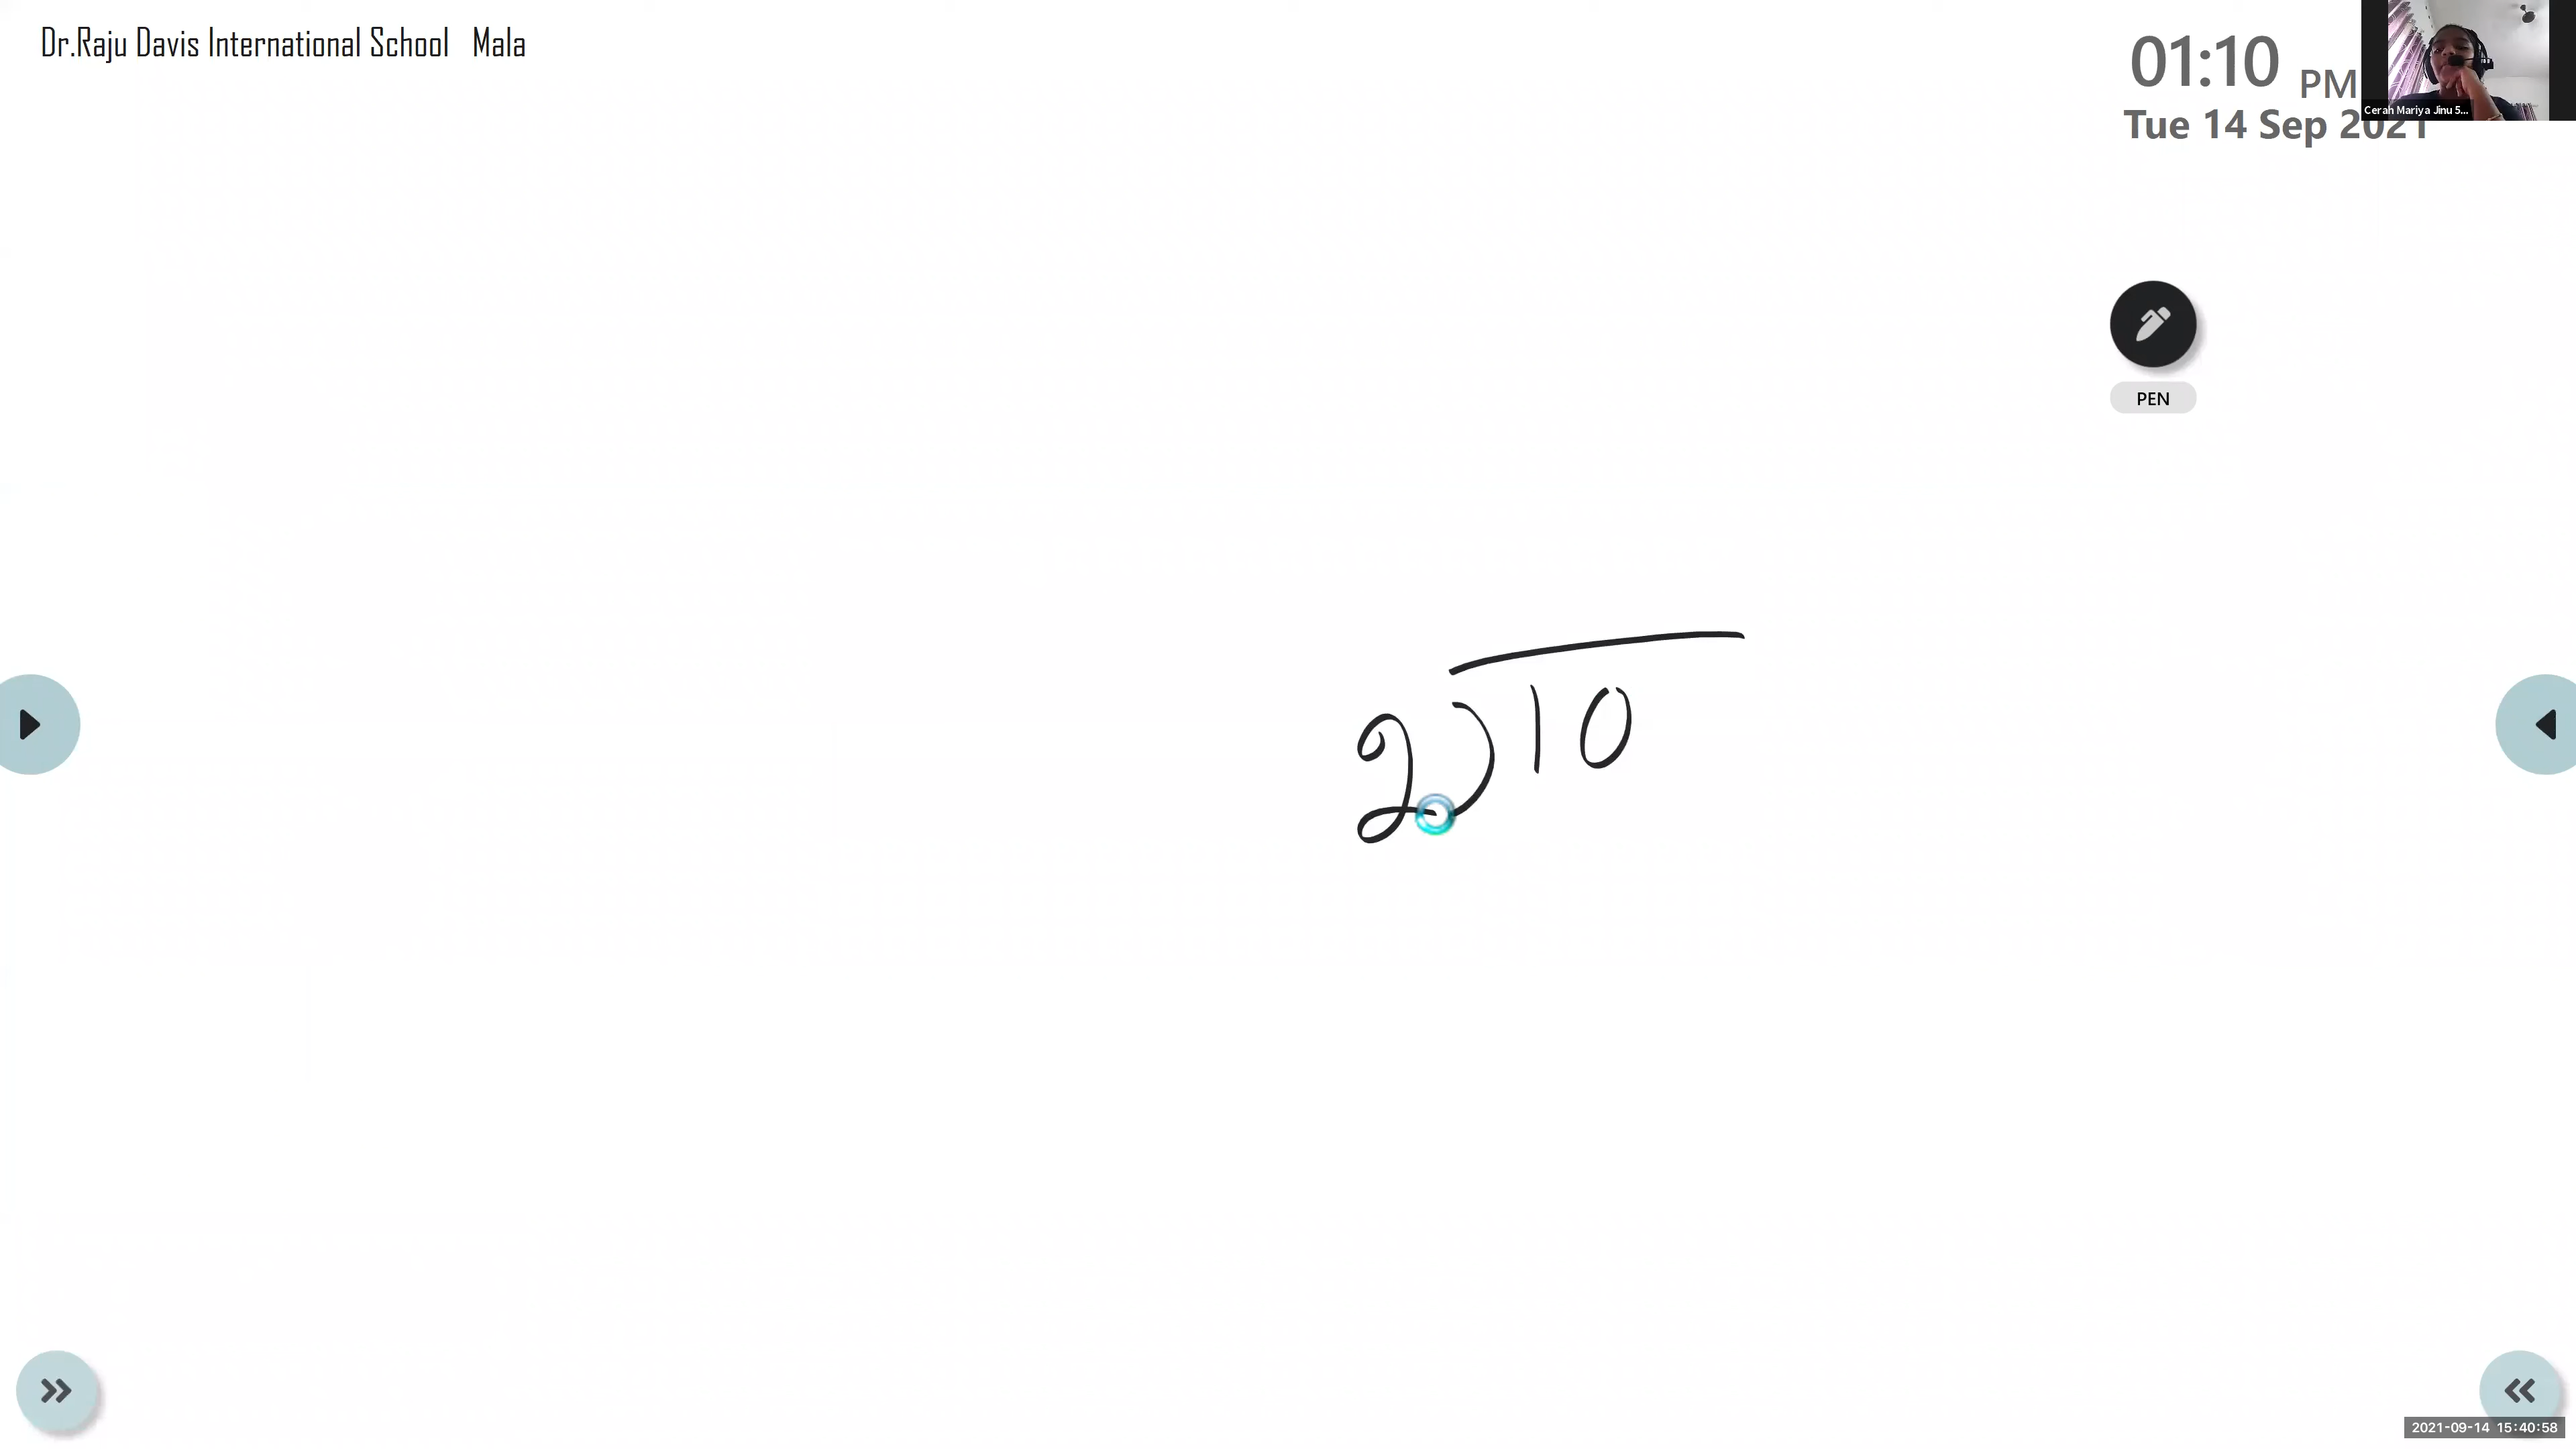 Dr.Raju Davis International School Mala
01:10 PM
Tue 14 Sep 2021
Cerah Mariya Jinu 5...
PEN
2)10
2021-09-14 15:40:58